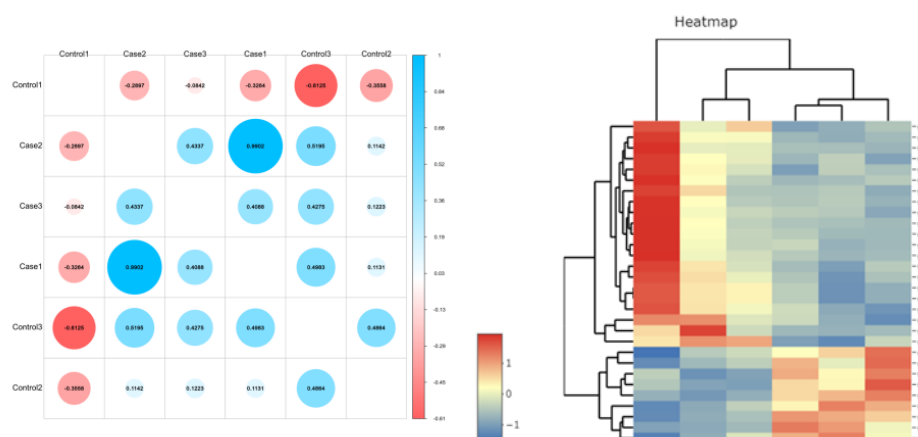 Heatmap
Control1 Case2 Case3 Case1 Control3 Control2
Control1 -0.2897 -0.0842 -0.3264 -0.6125 -0.3558
Case2 -0.2897 0.4337 0.9902 0.5195 0.1142
Case3 -0.0842 0.4337 0.4088 0.4275 0.1223
Case1 -0.3264 0.9902 0.4088 0.4983 0.1131
Control3 -0.6125 0.5195 0.4275 0.4983 0.4864
Control2 -0.3558 0.1142 0.1223 0.1131 0.4864
1
0.84
0.68
0.52
0.36
0.19
0.03
-0.13
-0.29
-0.45
-0.61
1
0
−1